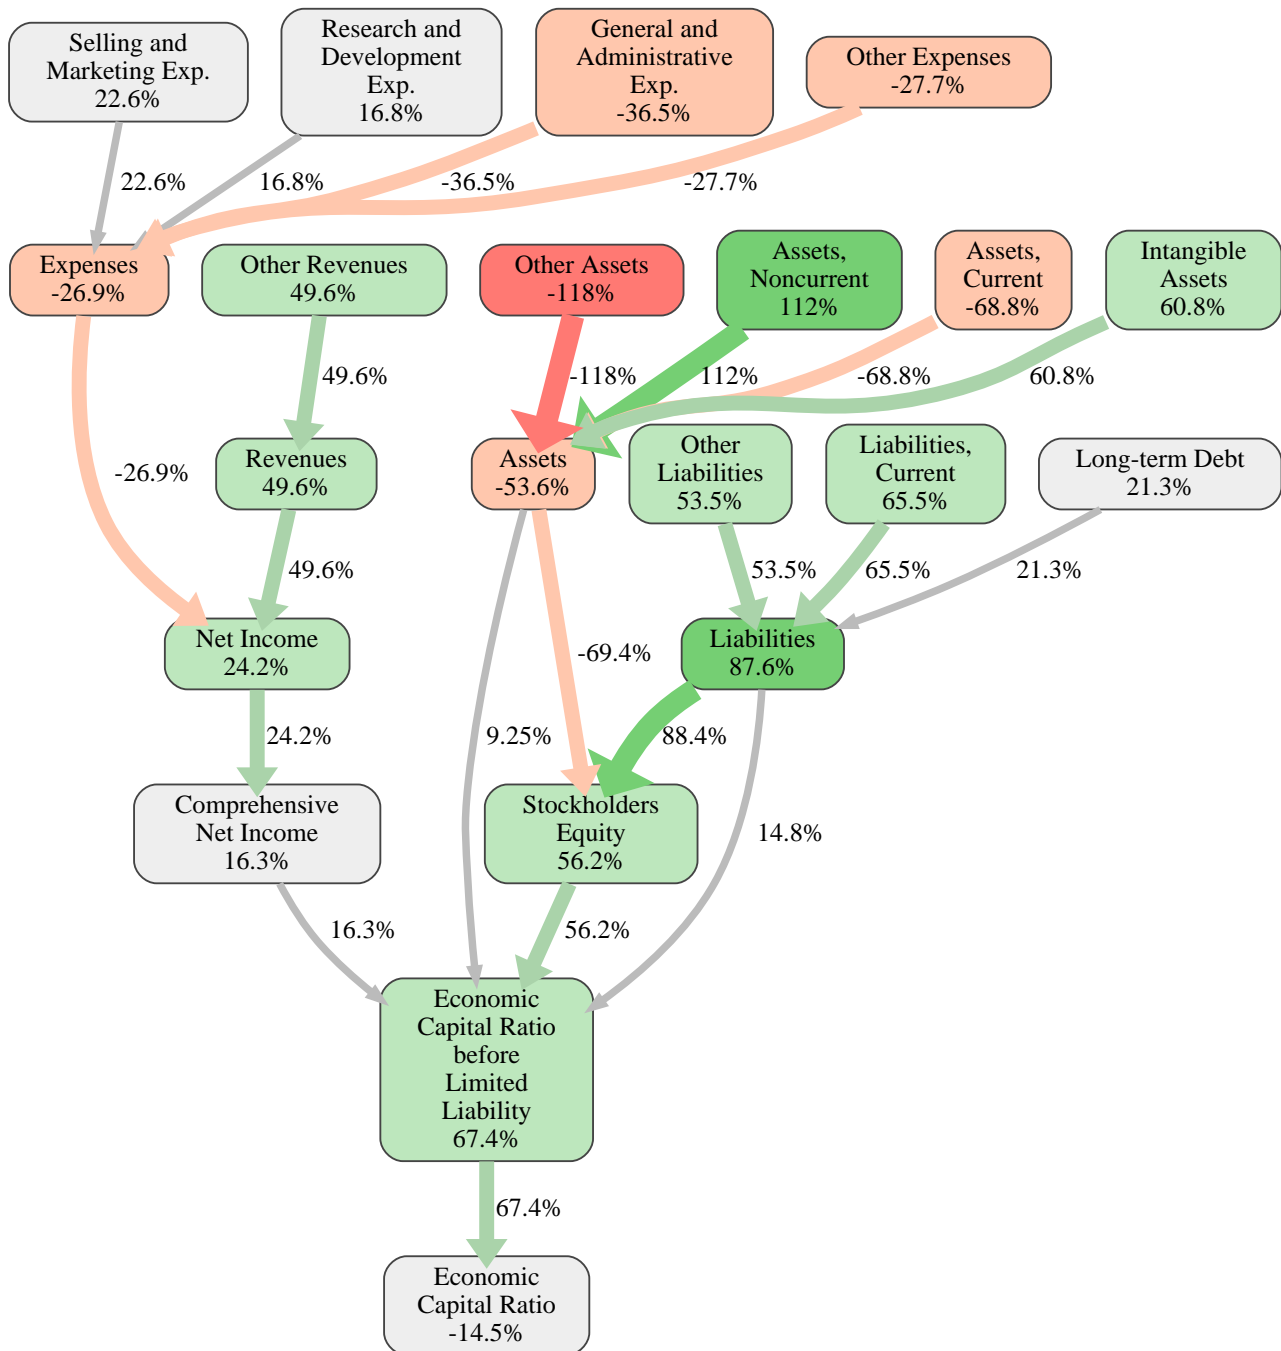 Selling and
Marketing Exp.
22.6%
Research and
Development
Exp.
16.8%
General and
Administrative
Exp.
-36.5%
Other Expenses
-27.7%
22.6%
16.8%
-36.5%
-27.7%
Expenses
-26.9%
Other Revenues
49.6%
Other Assets
-118%
Assets,
Noncurrent
112%
Assets,
Current
-68.8%
Intangible
Assets
60.8%
49.6%
-118%
112%
-68.8%
60.8%
-26.9%
Revenues
49.6%
Assets
-53.6%
Other
Liabilities
53.5%
Liabilities,
Current
65.5%
Long-term Debt
21.3%
49.6%
53.5%
65.5%
21.3%
Net Income
24.2%
-69.4%
Liabilities
87.6%
24.2%
9.25%
88.4%
Comprehensive
Net Income
16.3%
Stockholders
Equity
56.2%
14.8%
16.3%
56.2%
Economic
Capital Ratio
before
Limited
Liability
67.4%
67.4%
Economic
Capital Ratio
-14.5%